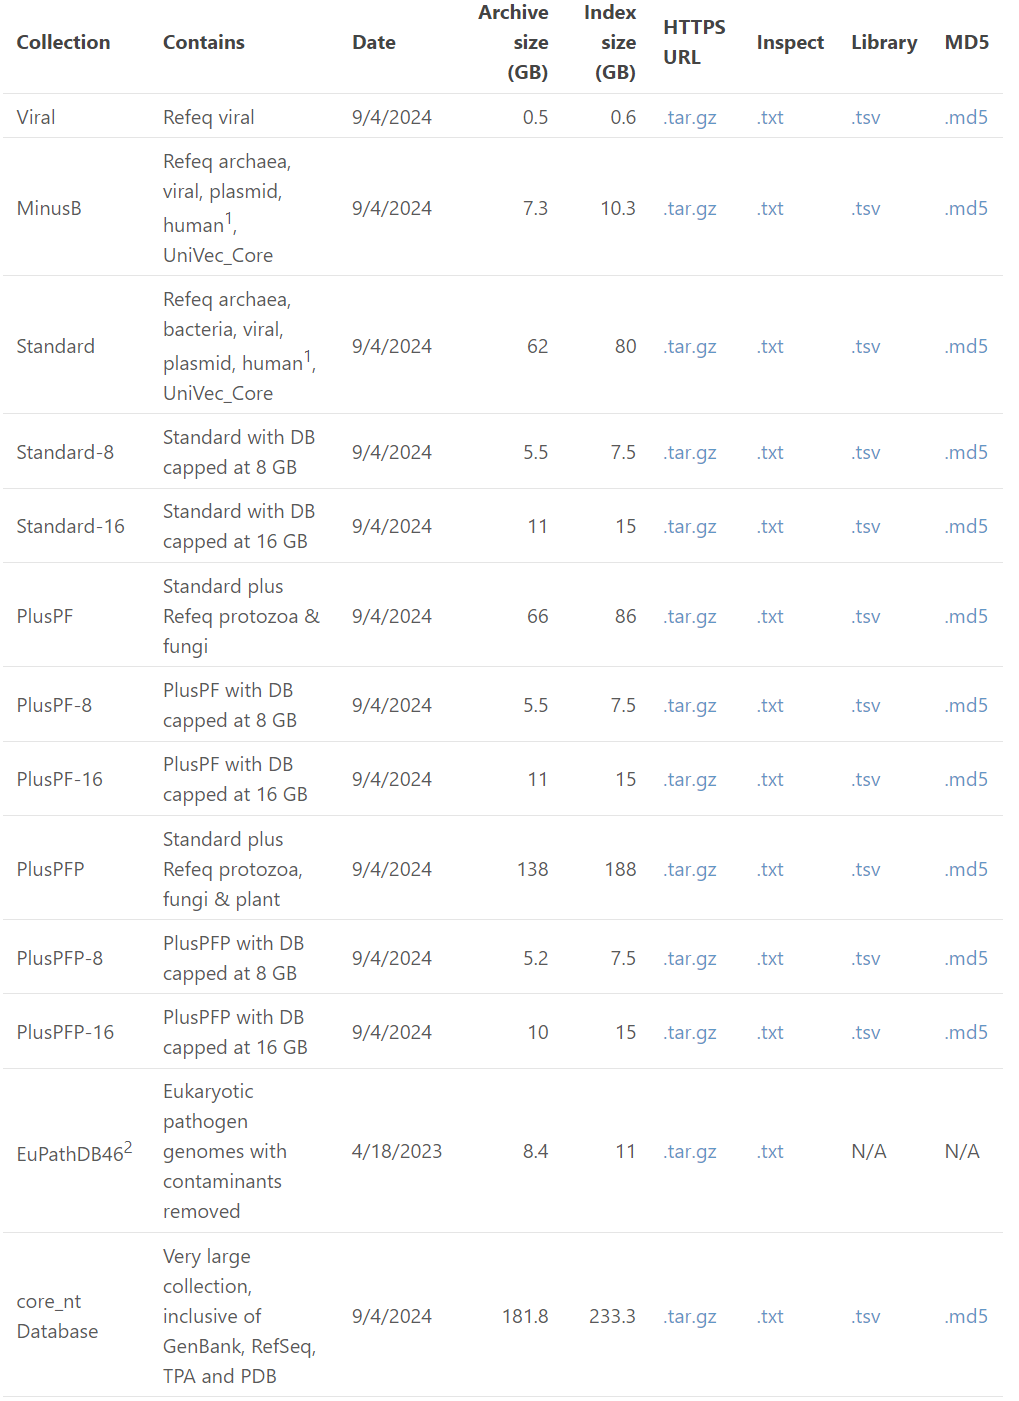 Collection Contains Date Archive size (GB) Index size (GB) HTTPS URL Inspect Library MD5
Viral Refeq viral 9/4/2024 0.5 0.6 .tar.gz .txt .tsv .md5
MinusB Refeq archaea, viral, plasmid, human¹, UniVec_Core 9/4/2024 7.3 10.3 .tar.gz .txt .tsv .md5
Standard Refeq archaea, bacteria, viral, plasmid, human¹, UniVec_Core 9/4/2024 62 80 .tar.gz .txt .tsv .md5
Standard-8 Standard with DB capped at 8 GB 9/4/2024 5.5 7.5 .tar.gz .txt .tsv .md5
Standard-16 Standard with DB capped at 16 GB 9/4/2024 11 15 .tar.gz .txt .tsv .md5
PlusPF Standard plus Refeq protozoa & fungi 9/4/2024 66 86 .tar.gz .txt .tsv .md5
PlusPF-8 PlusPF with DB capped at 8 GB 9/4/2024 5.5 7.5 .tar.gz .txt .tsv .md5
PlusPF-16 PlusPF with DB capped at 16 GB 9/4/2024 11 15 .tar.gz .txt .tsv .md5
PlusPFP Standard plus Refeq protozoa, fungi & plant 9/4/2024 138 188 .tar.gz .txt .tsv .md5
PlusPFP-8 PlusPFP with DB capped at 8 GB 9/4/2024 5.2 7.5 .tar.gz .txt .tsv .md5
PlusPFP-16 PlusPFP with DB capped at 16 GB 9/4/2024 10 15 .tar.gz .txt .tsv .md5
EuPathDB46² Eukaryotic pathogen genomes with contaminants removed 4/18/2023 8.4 11 .tar.gz .txt N/A N/A
core_nt Database Very large collection, inclusive of GenBank, RefSeq, TPA and PDB 9/4/2024 181.8 233.3 .tar.gz .txt .tsv .md5